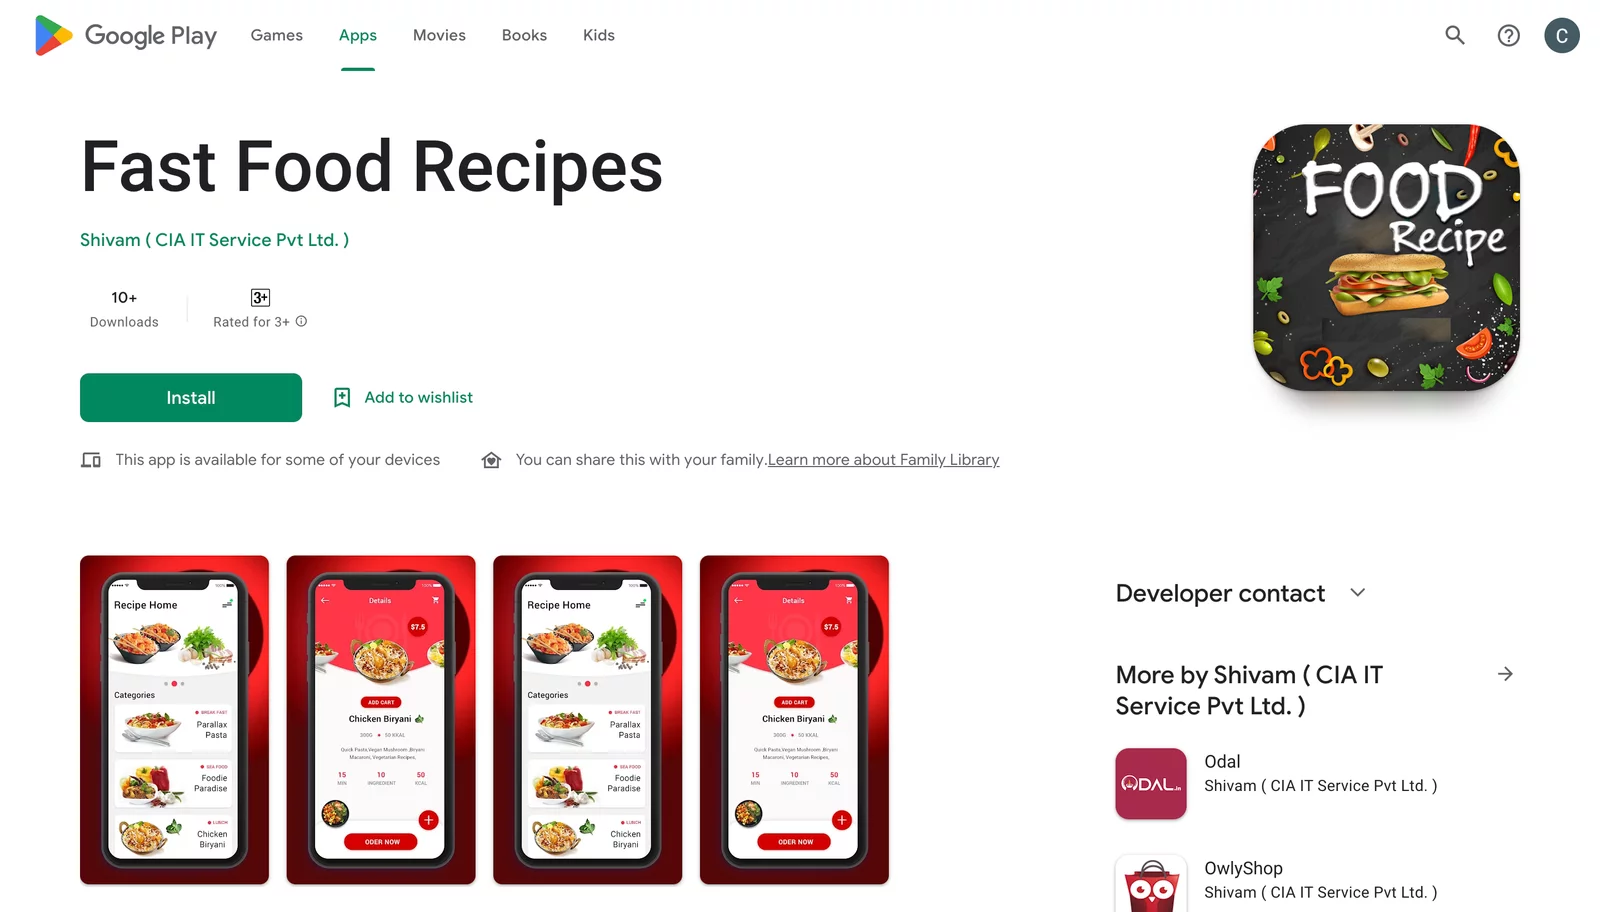 Google Play
Games
Apps
Movies
Books
Kids
C
Fast Food Recipes
Shivam ( CIA IT Service Pvt Ltd. )
10+
Downloads
3+
Rated for 3+
Install
Add to wishlist
This app is available for some of your devices
You can share this with your family.Learn more about Family Library
FOOD
Recipe
Recipe Home
Categories
BREAK FAST
Parallax
Pasta
SEA FOOD
Foodie
Paradise
LUNCH
Chicken
Biryani
Details
$7.5
ADD CART
Chicken Biryani
300G
50 KKAL
Quick Pasta,Vegan Mushroom ,Biryani
Macaroni, Vegetarian Recipes,
15
MIN
10
INGREDIENT
50
KCAL
ODER NOW
Recipe Home
Categories
BREAK FAST
Parallax
Pasta
SEA FOOD
Foodie
Paradise
LUNCH
Chicken
Biryani
Details
$7.5
ADD CART
Chicken Biryani
300G
50 KKAL
Quick Pasta,Vegan Mushroom ,Biryani
Macaroni, Vegetarian Recipes,
15
MIN
10
INGREDIENT
50
KCAL
ODER NOW
Developer contact
More by Shivam ( CIA IT
Service Pvt Ltd. )
ODAL.in
Odal
Shivam ( CIA IT Service Pvt Ltd. )
OwlyShop
Shivam ( CIA IT Service Pvt Ltd. )